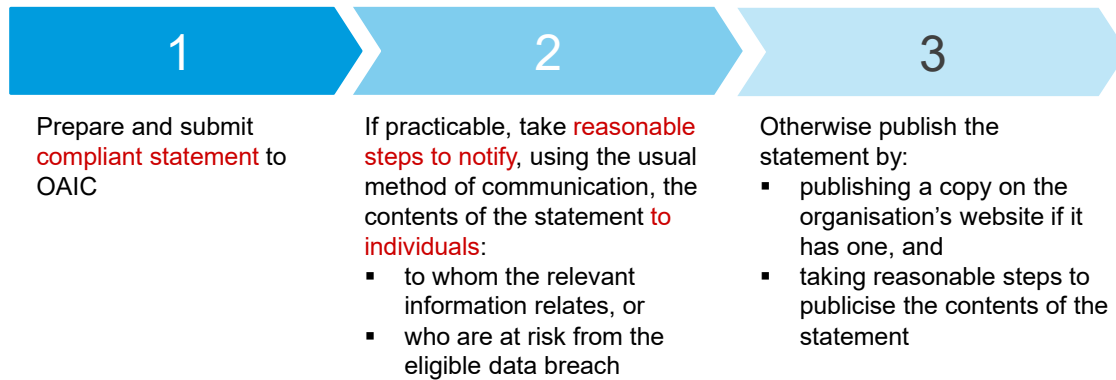 1
Prepare and submit
compliant statement to
OAIC
2
If practicable, take reasonable
steps to notify, using the usual
method of communication, the
contents of the statement to
individuals:
▪ to whom the relevant
information relates, or
▪ who are at risk from the
eligible data breach
3
Otherwise publish the
statement by:
▪ publishing a copy on the
organisation’s website if it
has one, and
▪ taking reasonable steps to
publicise the contents of the
statement